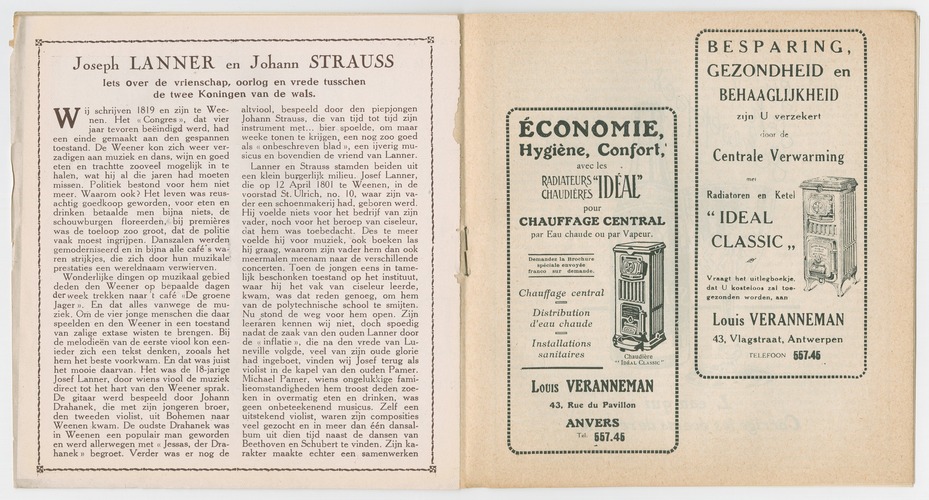 Joseph LANNER en Johann STRAUSS
Iets over de vrienschap, oorlog en vrede tusschen
de twee Koningen van de wals.
Wij schrijven 1819 en zijn te Wee-
nen. Het « Congres », dat vier
jaar tevoren beëindigd werd, had
een einde gemaakt aan den gespannen
toestand. De Weener kon zich weer ver-
zadigen aan muziek en dans, wijn en goed
eten en trachtte zooveel mogelijk in te
halen, wat hij al die jaren had moeten
missen. Politiek bestond voor hem niet
meer. Waarom ook? Het leven was reus-
achtig goedkoop geworden, voor eten en
drinken betaalde men bijna niets, de
schouwburgen floreerden, bij premières
was de toeloop zoo groot, dat de politie
vaak moest ingrijpen. Danszalen werden
gemoderniseerd en in bijna alle café's wa-
ren strijkjes, die zich door hun muzikale
prestaties een wereldnaam verwierven.
Wonderlijke dingen op muzikaal gebied
deden den Weener op bepaalde dagen
der week trekken naar 't café «De groene
Jager». En dat alles vanwege de mu-
ziek. Om de vier jonge menschen die daar
speelden en den Weener in een toestand
van zalige extase wisten te brengen. Bij
de melodieën van de eerste viool kon een-
ieder zich een tekst denken, zooals het
hem het beste voorkwam. En dat was juist
het mooie daarvan. Het was de 18-jarige
Josef Lanner, door wiens viool de muziek
direct tot het hart van den Weener sprak.
De gitaar werd bespeeld door Johann
Drahanek, die met zijn jongeren broer,
den tweeden violist, uit Bohemen naar
Weenen kwam. De oudste Drahanek was
in Weenen een populair man geworden
en werd allerwegen met « Jessas, der Dra-
hanek » begroet. Verder was er nog de
altviool, bespeeld door den piepjongen
Johann Strauss, die van tijd tot tijd zijn
instrument met... bier spoelde, om maar
weeke tonen te krijgen, een nog zoo goed
als « onbeschreven blad », een ijverig mu-
sicus en bovendien de vriend van Lanner.
Lanner en Strauss standen beiden uit
een klein burgerlijk milieu. Josef Lanner,
die op 12 April 1801 te Weenen, in de
voorstad St. Ulrich, no. 10, waar zijn va-
der een schoenmakerij had, geboren werd.
Hij voelde niets voor het bedrijf van zijn
vader, noch voor het beroep van ciseleur,
dat hem was toebedacht. Des te meer
voelde hij voor muziek, ook boeken las
hij graag, waarom zijn vader hem dan ook
meermalen meenam naar de verschillende
concerten. Toen de jongen eens in tame-
lijk beschonken toestand op het instituut,
waar hij het vak van ciseleur leerde,
kwam, was dat reden genoeg, om hem
van de polytechnische school te smijten.
Nu stond de weg voor hem open. Zijn
leeraren kennen wij niet, doch spoedig
nadat de zaak van den ouden Lanner door
de « inflatie », die na den vrede van Lu-
neville volgde, veel van zijn oude glorie
had ingeboet, vinden wij Josef terug als
violist in de kapel van den ouden Pamer.
Michael Pamer, wiens ongelukkige fami-
lieomstandigheden hem troost deden zoe-
ken in overmatig eten en drinken, was
geen onbeteekenend musicus. Zelf een
uitstekend violist, waren zijn composities
veel gezocht en in meer dan één dansal-
bum uit dien tijd naast de dansen van
Beethoven en Schubert te vinden. Zijn ka-
rakter maakte echter een samenwerken
ÉCONOMIE,
Hygiène, Confort,
avec les
RADIATEURS "IDÉAL"
CHAUDIÈRES
pour
CHAUFFAGE CENTRAL
par Eau chaude ou par Vapeur.
Demandez la Brochure
spéciale envoyée
franco sur demande.
Chauffage central
Distribution
d'eau chaude
Installations
sanitaires
Chaudière
"IDÉAL CLASSIC"
Louis VERANNEMAN
43, Rue du Pavillon
ANVERS
Tel. 557.45
BESPARING,
GEZONDHEID en
BEHAAGLIJKHEID
zijn U verzekert
door de
Centrale Verwarming
met
Radiatoren en Ketel
"IDEAL
CLASSIC„
Vraagt het uitlegboekje,
dat U kosteloos zal toe-
gezonden worden, aan
Louis VERANNEMAN
43, Vlagstraat, Antwerpen
TELEFOON 557.45